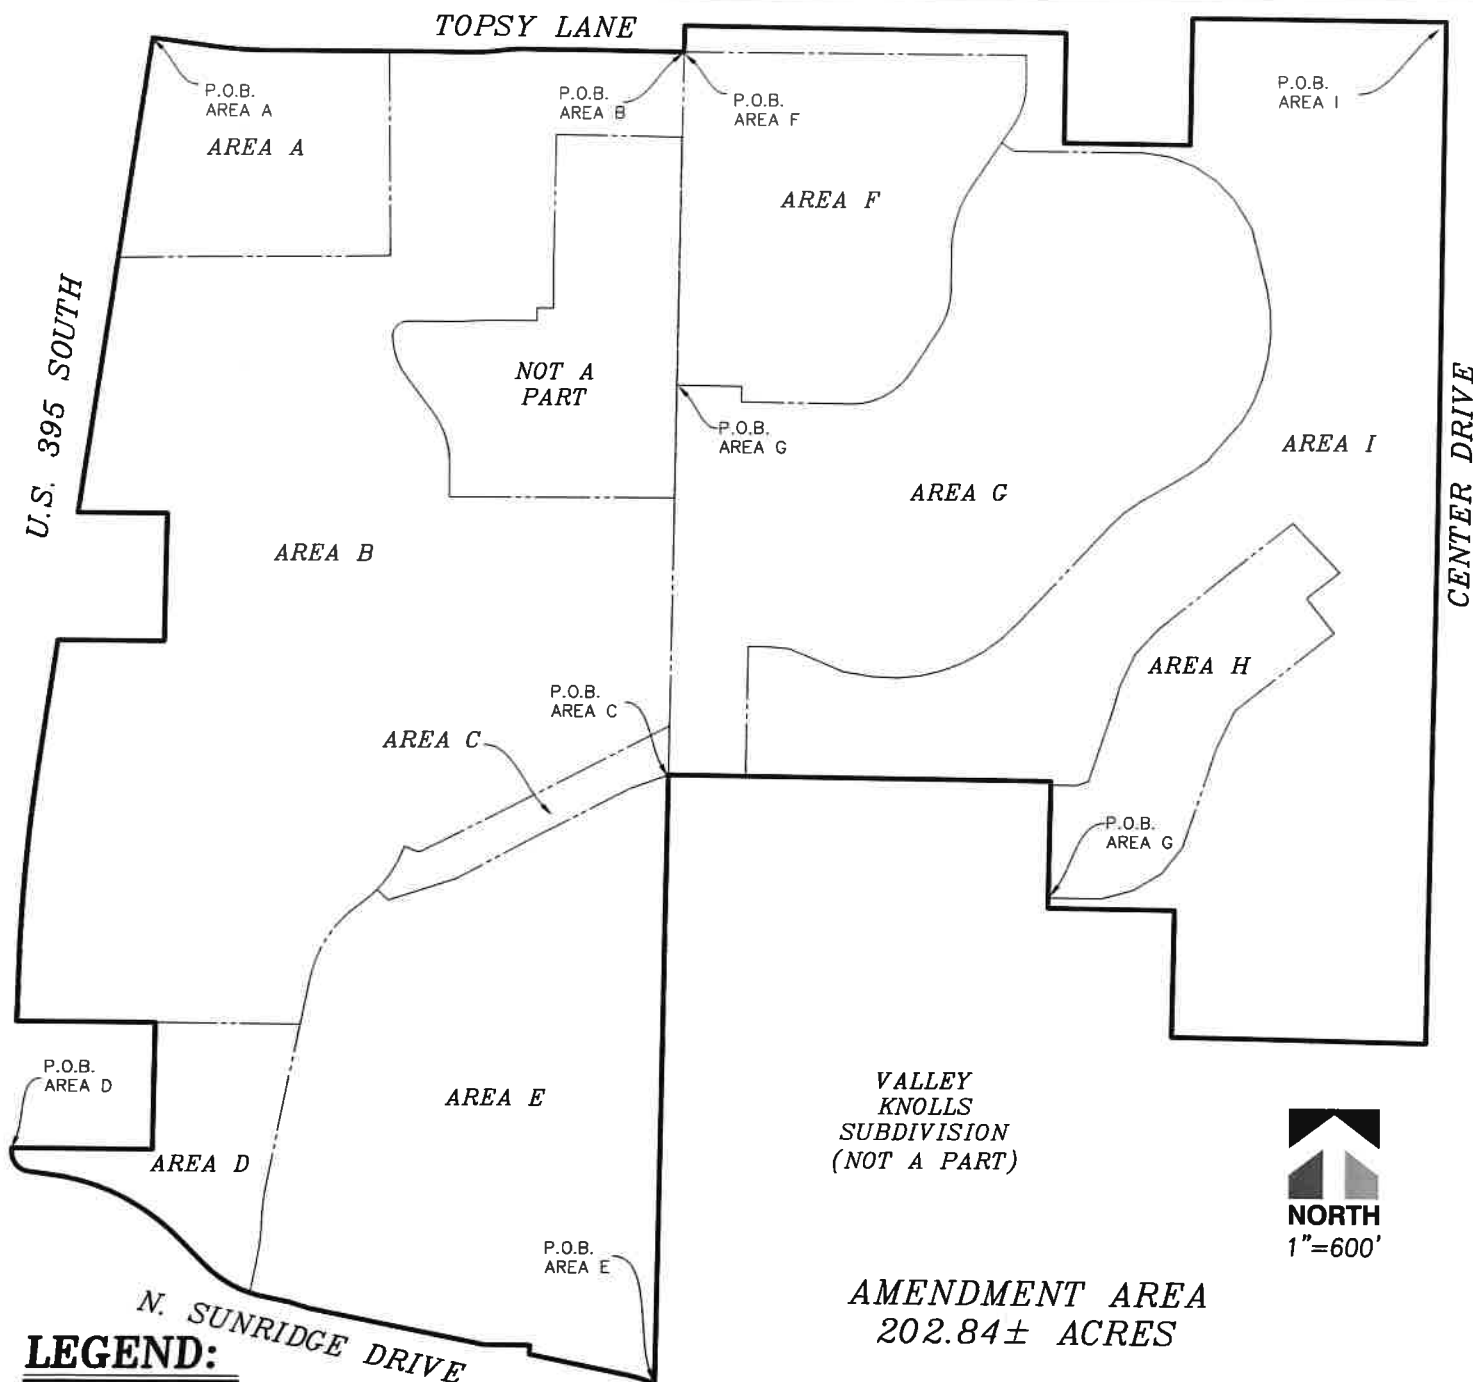 TOPSY LANE
P.O.B.
AREA A
AREA A
P.O.B.
AREA B
P.O.B.
AREA F
P.O.B.
AREA I
AREA F
U.S. 395 SOUTH
NOT A
PART
P.O.B.
AREA G
AREA I
CENTER DRIVE
AREA G
AREA B
AREA H
P.O.B.
AREA C
AREA C
P.O.B.
AREA G
P.O.B.
AREA D
AREA E
VALLEY
KNOLLS
SUBDIVISION
(NOT A PART)
AREA D
NORTH
1"=600'
P.O.B.
AREA E
N. SUNRIDGE DRIVE
AMENDMENT AREA
202.84± ACRES
LEGEND: